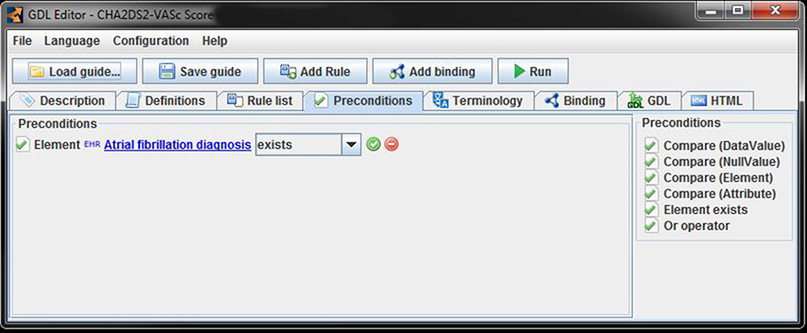 GDL Editor - CHA2DS2-VASc Score
File Language Configuration Help
Load guide... Save guide Add Rule Add binding Run
Description Definitions Rule list Preconditions Terminology Binding GDL HTML
Preconditions
Element EHR Atrial fibrillation diagnosis exists
Preconditions
Compare (DataValue)
Compare (NullValue)
Compare (Element)
Compare (Attribute)
Element exists
Or operator